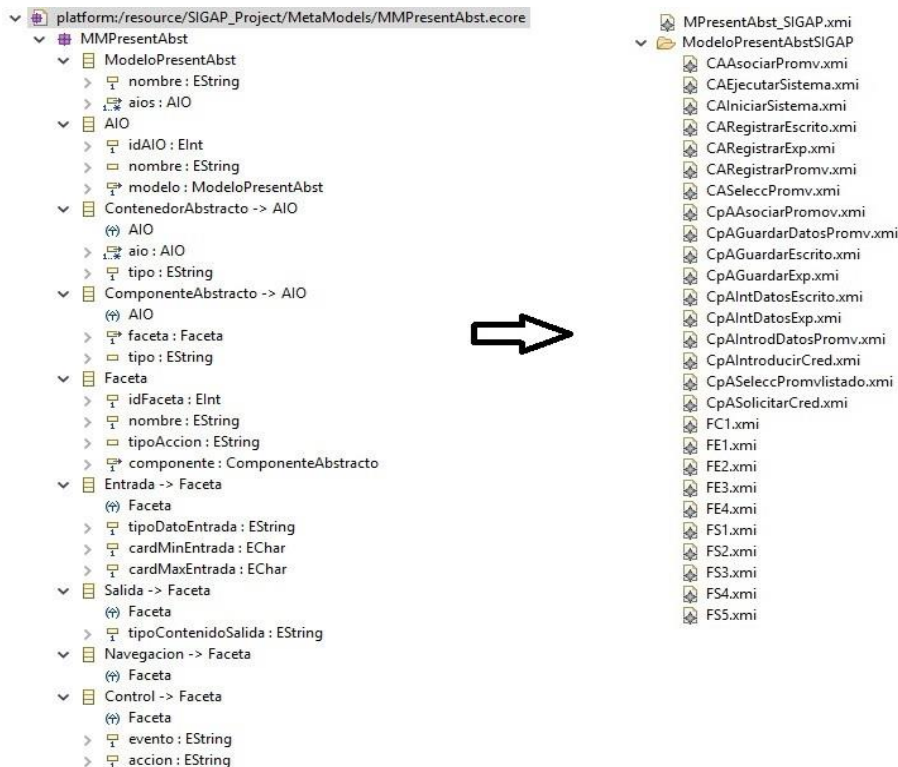 platform:/resource/SIGAP_Project/MetaModels/MMPresentAbst.ecore
MMPresentAbst
ModeloPresentAbst
nombre : EString
aios : AIO
AIO
idAIO : EInt
nombre : EString
modelo : ModeloPresentAbst
ContenedorAbstracto -> AIO
AIO
aio : AIO
tipo : EString
ComponenteAbstracto -> AIO
AIO
faceta : Faceta
tipo : EString
Faceta
idFaceta : EInt
nombre : EString
tipoAccion : EString
componente : ComponenteAbstracto
Entrada -> Faceta
Faceta
tipoDatoEntrada : EString
cardMinEntrada : EChar
cardMaxEntrada : EChar
Salida -> Faceta
Faceta
tipoContenidoSalida : EString
Navegacion -> Faceta
Faceta
Control -> Faceta
Faceta
evento : EString
accion : EString
MPresentAbst_SIGAP.xmi
ModeloPresentAbstSIGAP
CAAsociarPromv.xmi
CAEjecutarSistema.xmi
CAIniciarSistema.xmi
CARegistrarEscrito.xmi
CARegistrarExp.xmi
CARegistrarPromv.xmi
CASeleccPromv.xmi
CpAAsociarPromov.xmi
CpAGuardarDatosPromv.xmi
CpAGuardarEscrito.xmi
CpAGuardarExp.xmi
CpAIntDatosEscrito.xmi
CpAIntDatosExp.xmi
CpAIntrodDatosPromv.xmi
CpAIntroducirCred.xmi
CpASeleccPromvlistado.xmi
CpASolicitarCred.xmi
FC1.xmi
FE1.xmi
FE2.xmi
FE3.xmi
FE4.xmi
FS1.xmi
FS2.xmi
FS3.xmi
FS4.xmi
FS5.xmi